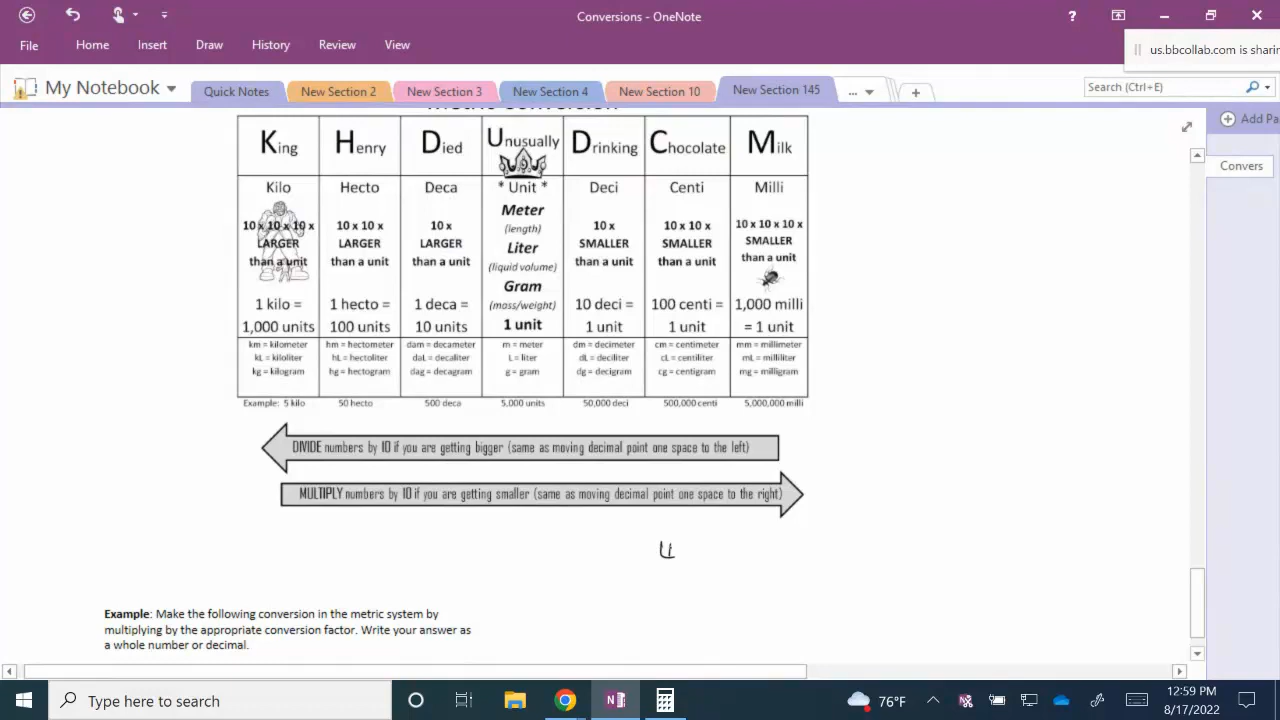 Conversions - OneNote
?
us.bbcollab.com is sharin
File Home Insert Draw History Review View
My Notebook Quick Notes New Section 2 New Section 3 New Section 4 New Section 10 New Section 145 ... +
Search (Ctrl+E)
Add Pa
Convers
Metric Conversion
King Henry Died Unusually Drinking Chocolate Milk
Kilo Hecto Deca * Unit * Deci Centi Milli
10 x 10 x 10 x LARGER than a unit
10 x 10 x LARGER than a unit
10 x LARGER than a unit
Meter
(length)
Liter
(liquid volume)
Gram
(mass/weight)
1 unit
10 x SMALLER than a unit
10 x 10 x SMALLER than a unit
10 x 10 x 10 x SMALLER than a unit
1 kilo = 1,000 units
1 hecto = 100 units
1 deca = 10 units
10 deci = 1 unit
100 centi = 1 unit
1,000 milli = 1 unit
km = kilometer hm = hectometer dam = decameter m = meter dm = decimeter cm = centimeter mm = millimeter
kL = kiloliter hL = hectoliter daL = decaliter L= liter dL = deciliter cL = centiliter mL = milliliter
kg = kilogram hg = hectogram dag = decagram g = gram dg = decigram cg = centigram mg = milligram
Example: 5 kilo 50 hecto 500 deca 5,000 units 50,000 deci 500,000 centi 5,000,000 milli
DIVIDE numbers by 10 if you are getting bigger (same as moving decimal point one space to the left)
MULTIPLY numbers by 10 if you are getting smaller (same as moving decimal point one space to the right)
Example: Make the following conversion in the metric system by
multiplying by the appropriate conversion factor. Write your answer as
a whole number or decimal.
Type here to search
76°F
12:59 PM
8/17/2022